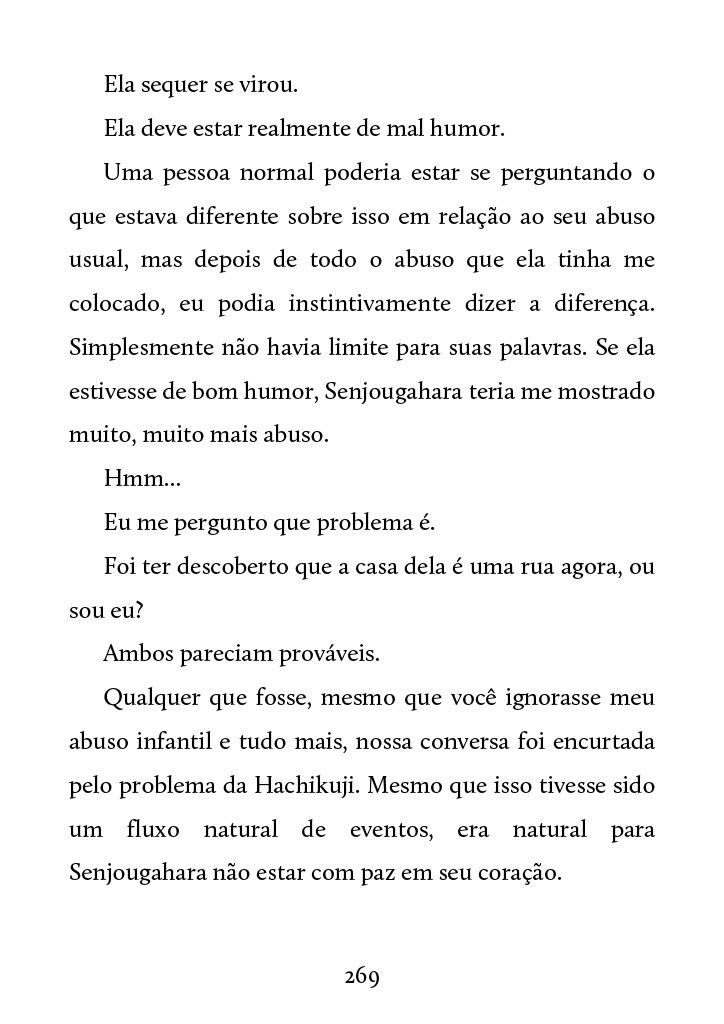 Ela sequer se virou.
Ela deve estar realmente de mal humor.
Uma pessoa normal poderia estar se perguntando o
que estava diferente sobre isso em relação ao seu abuso
usual, mas depois de todo o abuso que ela tinha me
colocado, eu podia instintivamente dizer a diferença.
Simplesmente não havia limite para suas palavras. Se ela
estivesse de bom humor, Senjougahara teria me mostrado
muito, muito mais abuso.
Hmm...
Eu me pergunto que problema é.
Foi ter descoberto que a casa dela é uma rua agora, ou
sou eu?
Ambos pareciam prováveis.
Qualquer que fosse, mesmo que você ignorasse meu
abuso infantil e tudo mais, nossa conversa foi encurtada
pelo problema da Hachikuji. Mesmo que isso tivesse sido
um fluxo natural de eventos, era natural para
Senjougahara não estar com paz em seu coração.
269